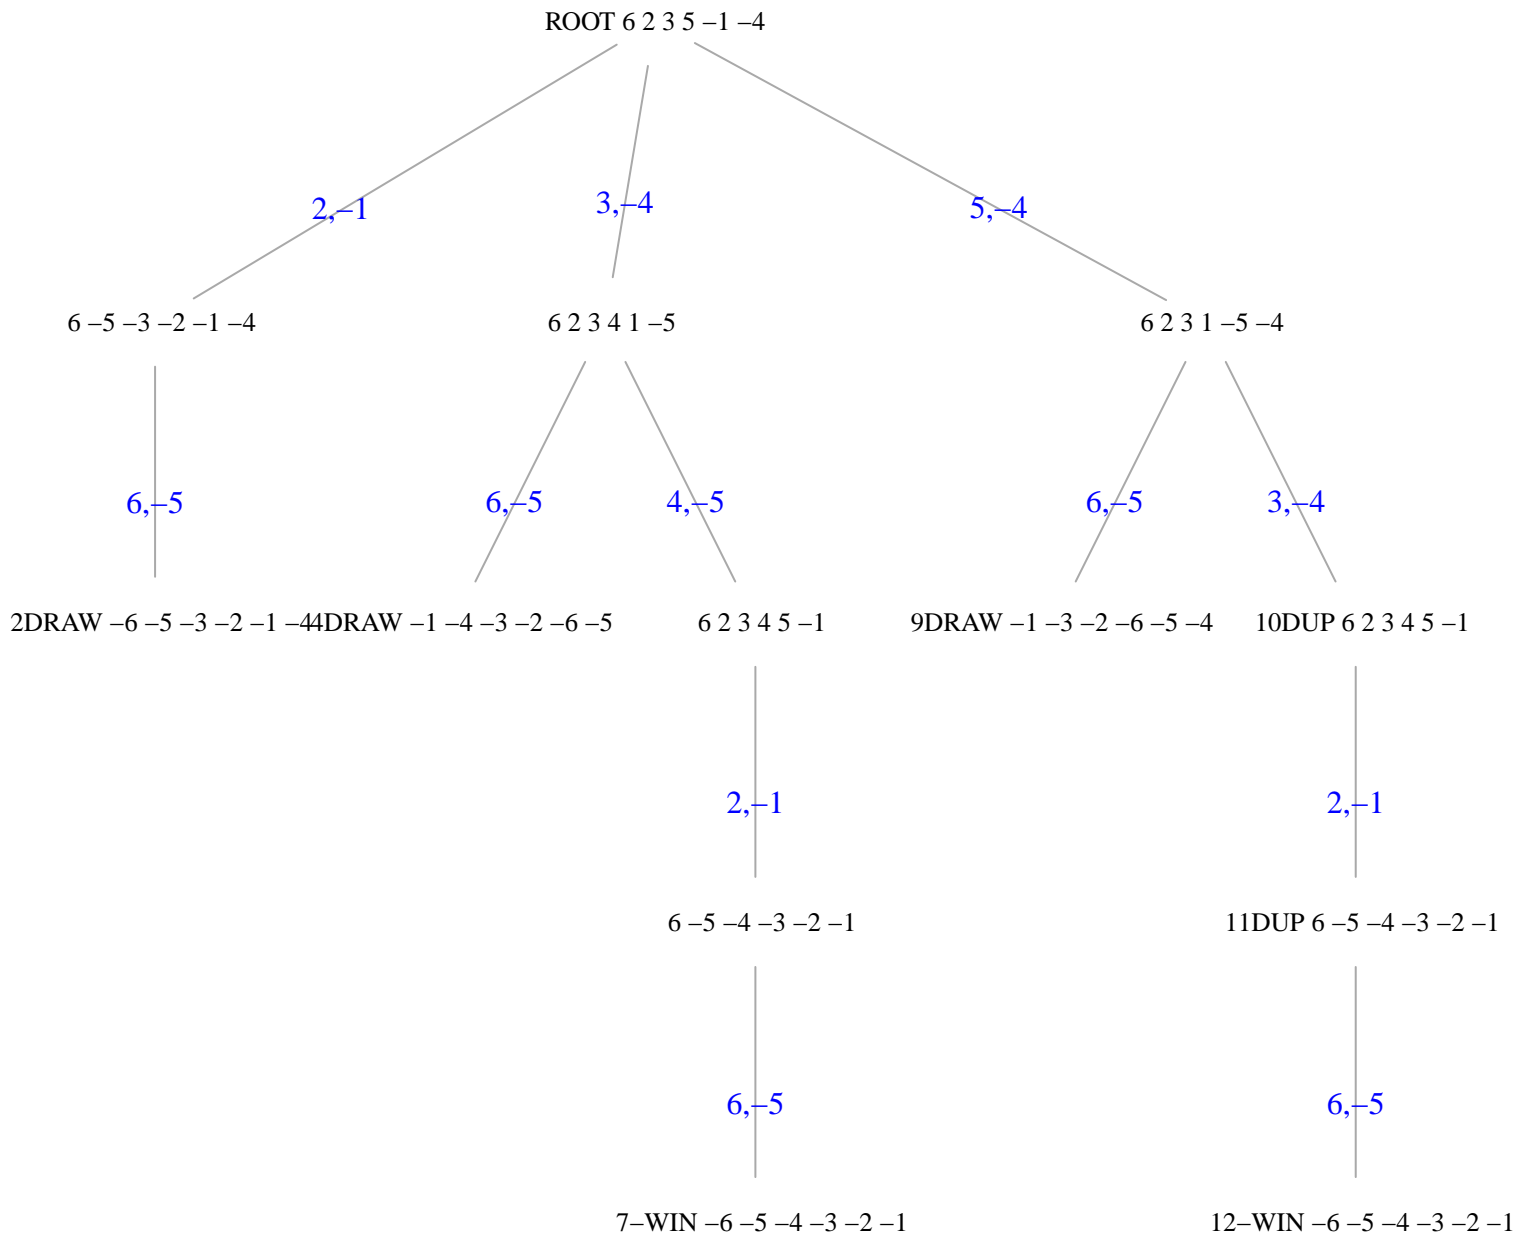 ROOT 6 2 3 5 –1 –4
2,–1
3,–4
5,–4
6 –5 –3 –2 –1 –4
6 2 3 4 1 –5
6 2 3 1 –5 –4
6,–5
6,–5
4,–5
6,–5
3,–4
2DRAW –6 –5 –3 –2 –1 –4
4DRAW –1 –4 –3 –2 –6 –5
6 2 3 4 5 –1
9DRAW –1 –3 –2 –6 –5 –4
10DUP 6 2 3 4 5 –1
2,–1
2,–1
6 –5 –4 –3 –2 –1
11DUP 6 –5 –4 –3 –2 –1
6,–5
6,–5
7–WIN –6 –5 –4 –3 –2 –1
12–WIN –6 –5 –4 –3 –2 –1